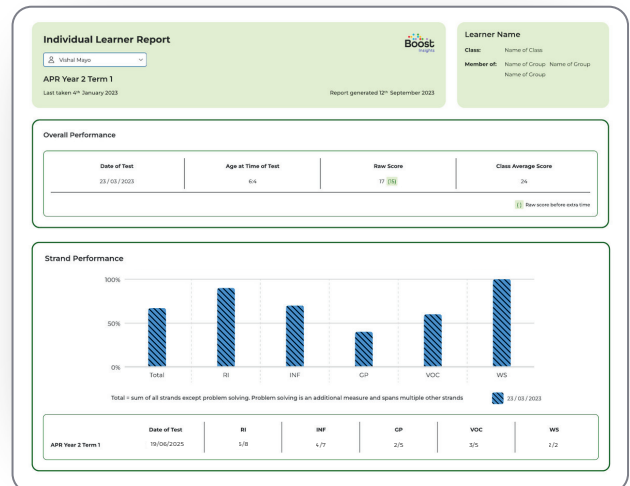 Individual Learner Report
Vishal Mayo
APR Year 2 Term 1
Last taken 4th January 2023
Report generated 12th September 2023
Boost
Insights
Learner Name
Class: Name of Class
Member of: Name of Group Name of Group
Name of Group
Overall Performance
Date of Test Age at Time of Test Raw Score Class Average Score
23 / 03 / 2023 6:4 17 (15) 24
( ) Raw score before extra time
Strand Performance
100%
50%
0%
Total RI INF GP VOC WS
Total = sum of all strands except problem solving. Problem solving is an additional measure and spans multiple other strands
23 / 03 / 2023
Date of Test RI INF GP VOC WS
APR Year 2 Term 1 19/06/2025 /8 4/7 2/5 3/5 2/2